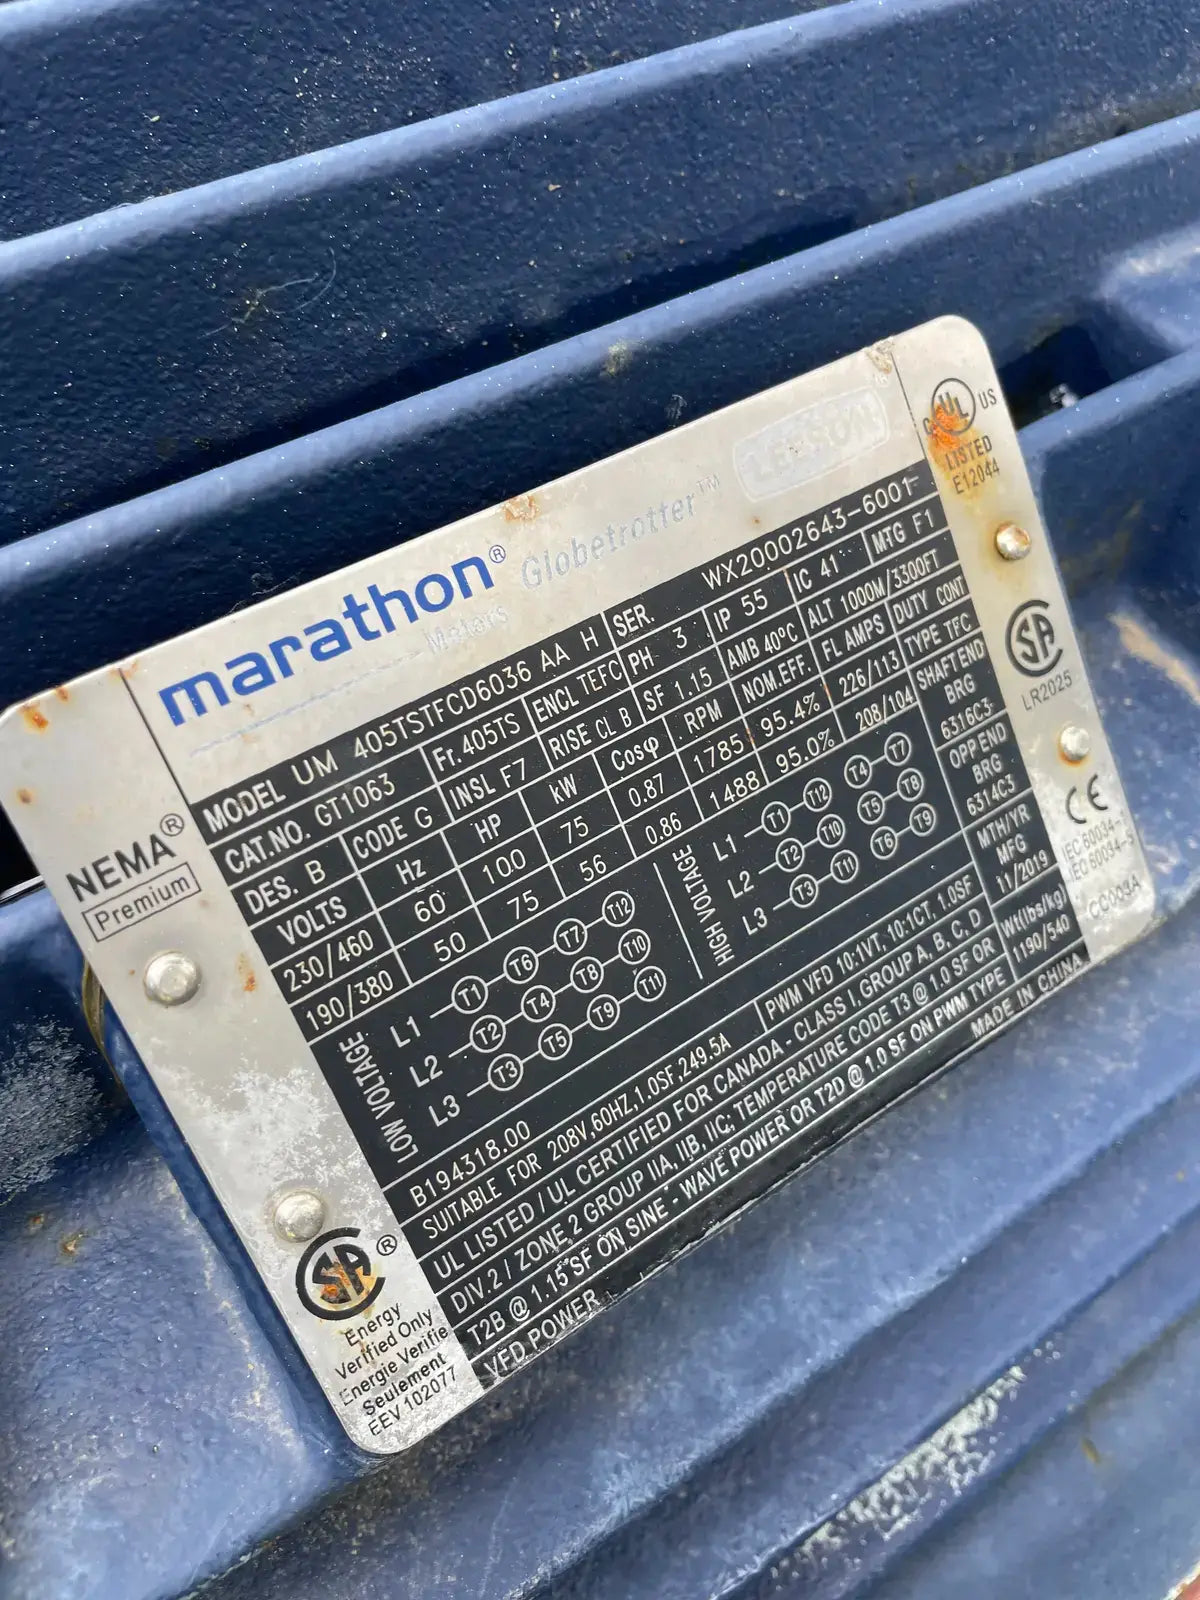 marathon®
Motors Globetrotter™
LEESON
MODEL UM 405TSTFCD6036 AA H SER. WX20002643-6001
CAT.NO. GT1063 Fr. 405TS ENCL TEFC PH 3 IP 55 IC 41 MTG F1
DES. B CODE G INSL F7 RISE CL B SF 1.15 AMB 40°C ALT 1000M/3300FT
VOLTS Hz HP kW Cosφ RPM NOM.EFF. FL AMPS DUTY CONT
230/460 60 100 75 0.87 1785 95.4% 226/113 TYPE TFC
190/380 50 75 56 0.86 1488 95.0% 208/104
SHAFT END
BRG
6316C3
OPP END
BRG
6314C3
MTH/YR
MFG
11/2019
Wt(lbs/kg)
1190/540
LOW VOLTAGE
L1 T1 T6 T7 T12
L2 T2 T4 T8 T10
L3 T3 T5 T9 T11
HIGH VOLTAGE
L1 T1 T12 T4 T7
L2 T2 T10 T5 T8
L3 T3 T11 T6 T9
B194318.00
SUITABLE FOR 208V,60HZ,1.0SF,249.5A PWM VFD 10:1VT, 10:1CT, 1.0SF
UL LISTED / UL CERTIFIED FOR CANADA - CLASS I, GROUP A, B, C, D
DIV.2 / ZONE 2 GROUP IIA, IIB, IIC; TEMPERATURE CODE T3 @ 1.0 SF OR
T2B @ 1.15 SF ON SINE - WAVE POWER OR T2D @ 1.0 SF ON PWM TYPE
VFD POWER
MADE IN CHINA
NEMA®
Premium
CSA®
Energy
Verified Only
Energie Verifie
Seulement
EEV 102077
C UL US
LISTED
E12044
CSA
LR2025
CE
IEC 60034-1
IEC 60034-5
CC009A